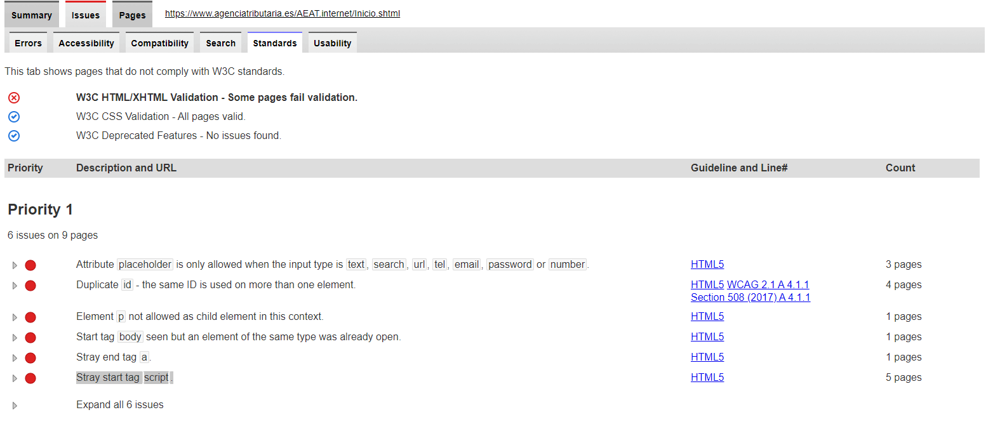 Summary Issues Pages https://www.agenciatributaria.es/AEAT.internet/Inicio.shtml
Errors Accessibility Compatibility Search Standards Usability
This tab shows pages that do not comply with W3C standards.
W3C HTML/XHTML Validation - Some pages fail validation.
W3C CSS Validation - All pages valid.
W3C Deprecated Features - No issues found.
Priority Description and URL Guideline and Line# Count
Priority 1
6 issues on 9 pages
Attribute placeholder is only allowed when the input type is text, search, url, tel, email, password or number. HTML5 3 pages
Duplicate id - the same ID is used on more than one element. HTML5 WCAG 2.1 A 4.1.1 4 pages
Section 508 (2017) A 4.1.1
Element p not allowed as child element in this context. HTML5 1 pages
Start tag body seen but an element of the same type was already open. HTML5 1 pages
Stray end tag a. HTML5 1 pages
Stray start tag script. HTML5 5 pages
Expand all 6 issues